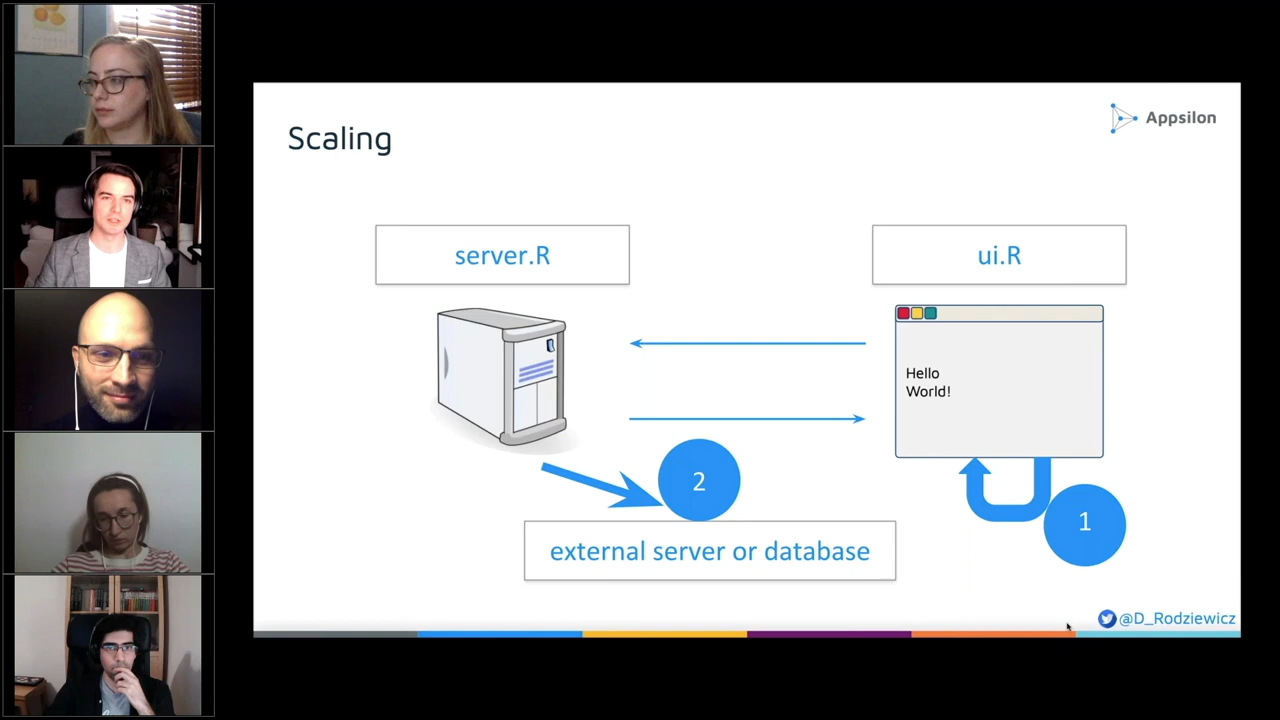 Scaling
Appsilon
server.R
ui.R
Hello
World!
2
1
external server or database
@D_Rodziewicz